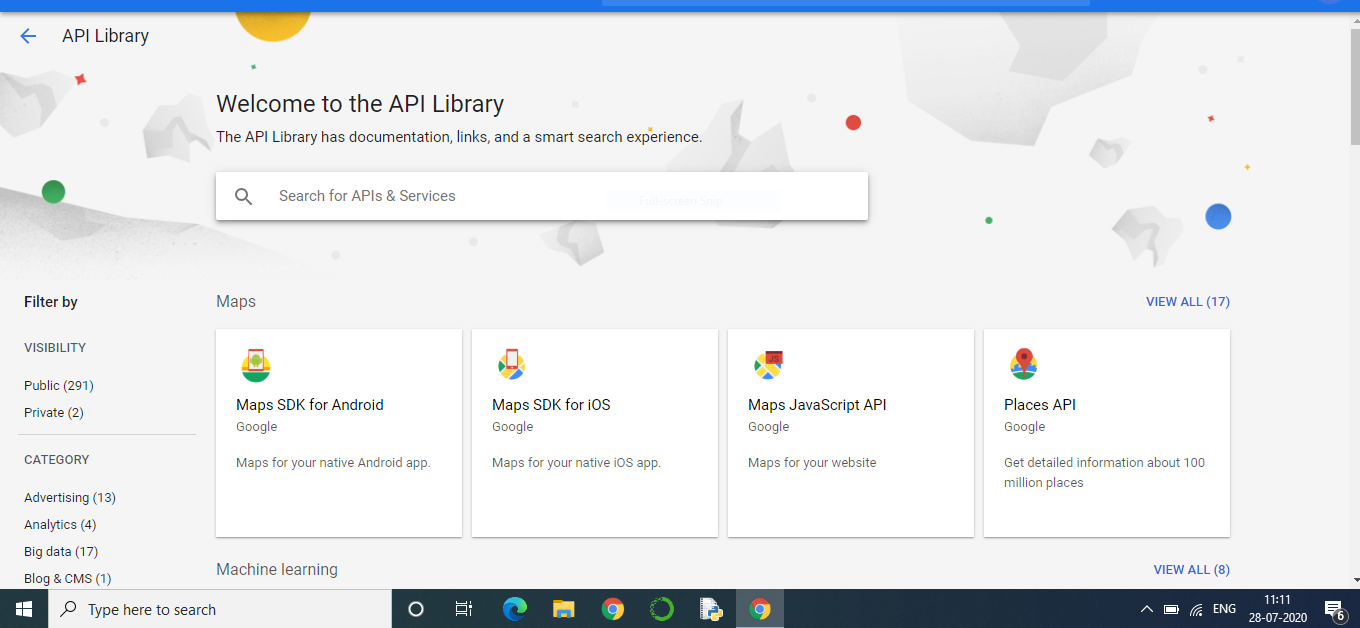 API Library
Welcome to the API Library
The API Library has documentation, links, and a smart search experience.
Search for APIs & Services
Full-screen Snip
Filter by
VISIBILITY
Public (291)
Private (2)
CATEGORY
Advertising (13)
Analytics (4)
Big data (17)
Blog & CMS (1)
Maps
VIEW ALL (17)
Maps SDK for Android
Google
Maps for your native Android app.
Maps SDK for iOS
Google
Maps for your native iOS app.
JS
Maps JavaScript API
Google
Maps for your website
Places API
Google
Get detailed information about 100
million places
Machine learning
VIEW ALL (8)
Type here to search
ENG
11:11
28-07-2020
6